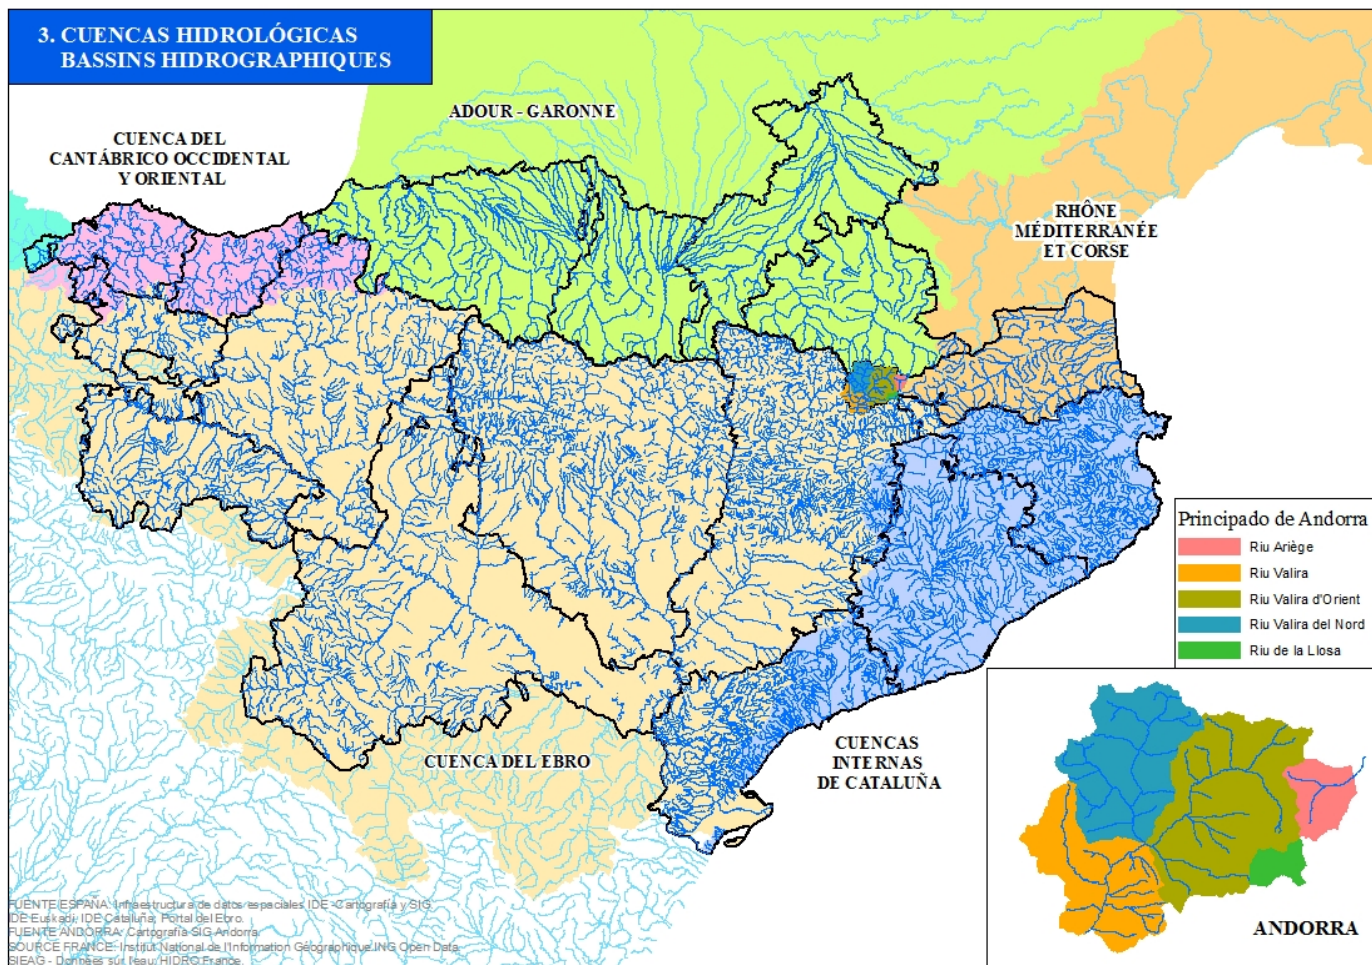 3. CUENCAS HIDROLÓGICAS
BASSINS HIDROGRAPHIQUES
ADOUR - GARONNE
CUENCA DEL
CANTÁBRICO OCCIDENTAL
Y ORIENTAL
RHÔNE
MÉDITERRANÉE
ET CORSE
Principado de Andorra
Riu Ariège
Riu Valira
Riu Valira d'Orient
Riu Valira del Nord
Riu de la Llosa
CUENCA DEL EBRO
CUENCAS
INTERNAS
DE CATALUÑA
ANDORRA
FUENTE ESPAÑA: Infraestructura de datos espaciales IDE - Cartografía y SIG
IDE Euskadi, IDE Cataluña, Portal del Ebro.
FUENTE ANDORRA: Cartografía SIG Andorra
SOURCE FRANCE: Institut National de l'Information Géographique ING Open Data
SIEAG - Données sur l'eau, HIDRO France.